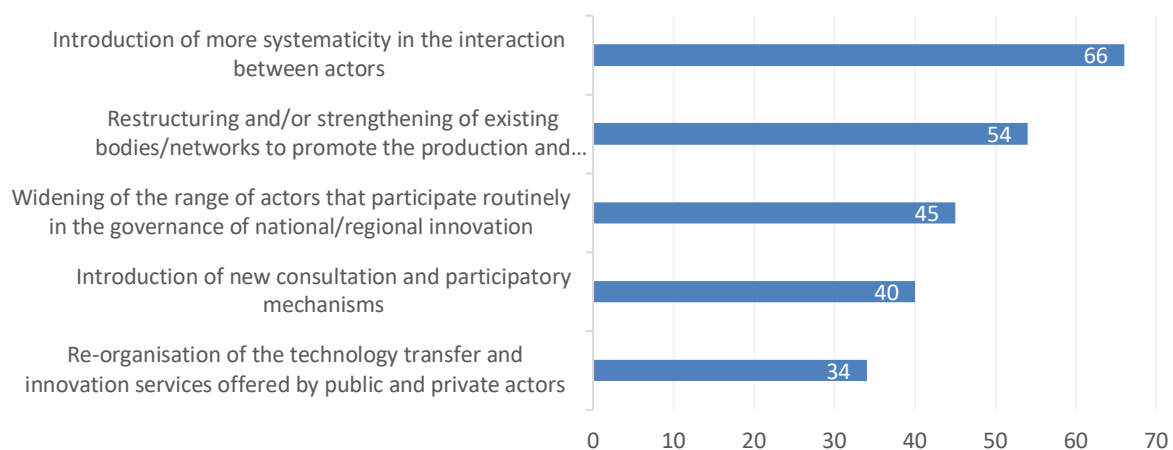 Introduction of more systematicity in the interaction
between actors
66
Restructuring and/or strengthening of existing
bodies/networks to promote the production and…
54
Widening of the range of actors that participate routinely
in the governance of national/regional innovation
45
Introduction of new consultation and participatory
mechanisms
40
Re-organisation of the technology transfer and
innovation services offered by public and private actors
34
0 10 20 30 40 50 60 70